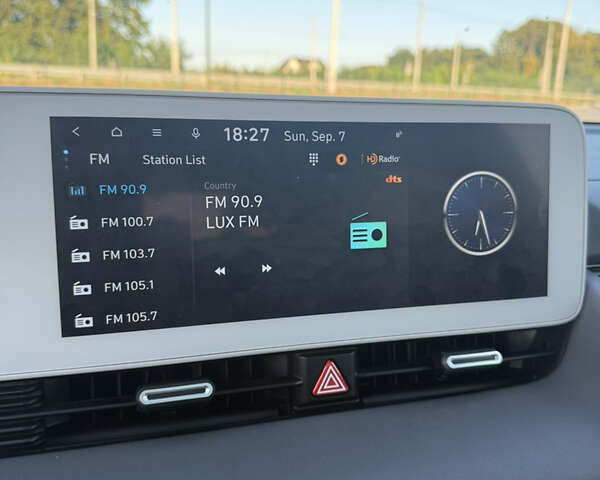 18:27 Sun, Sep. 7
FM Station List HD Radio
dts
FM 90.9
FM 100.7
FM 103.7
FM 105.1
FM 105.7
Country
FM 90.9
LUX FM